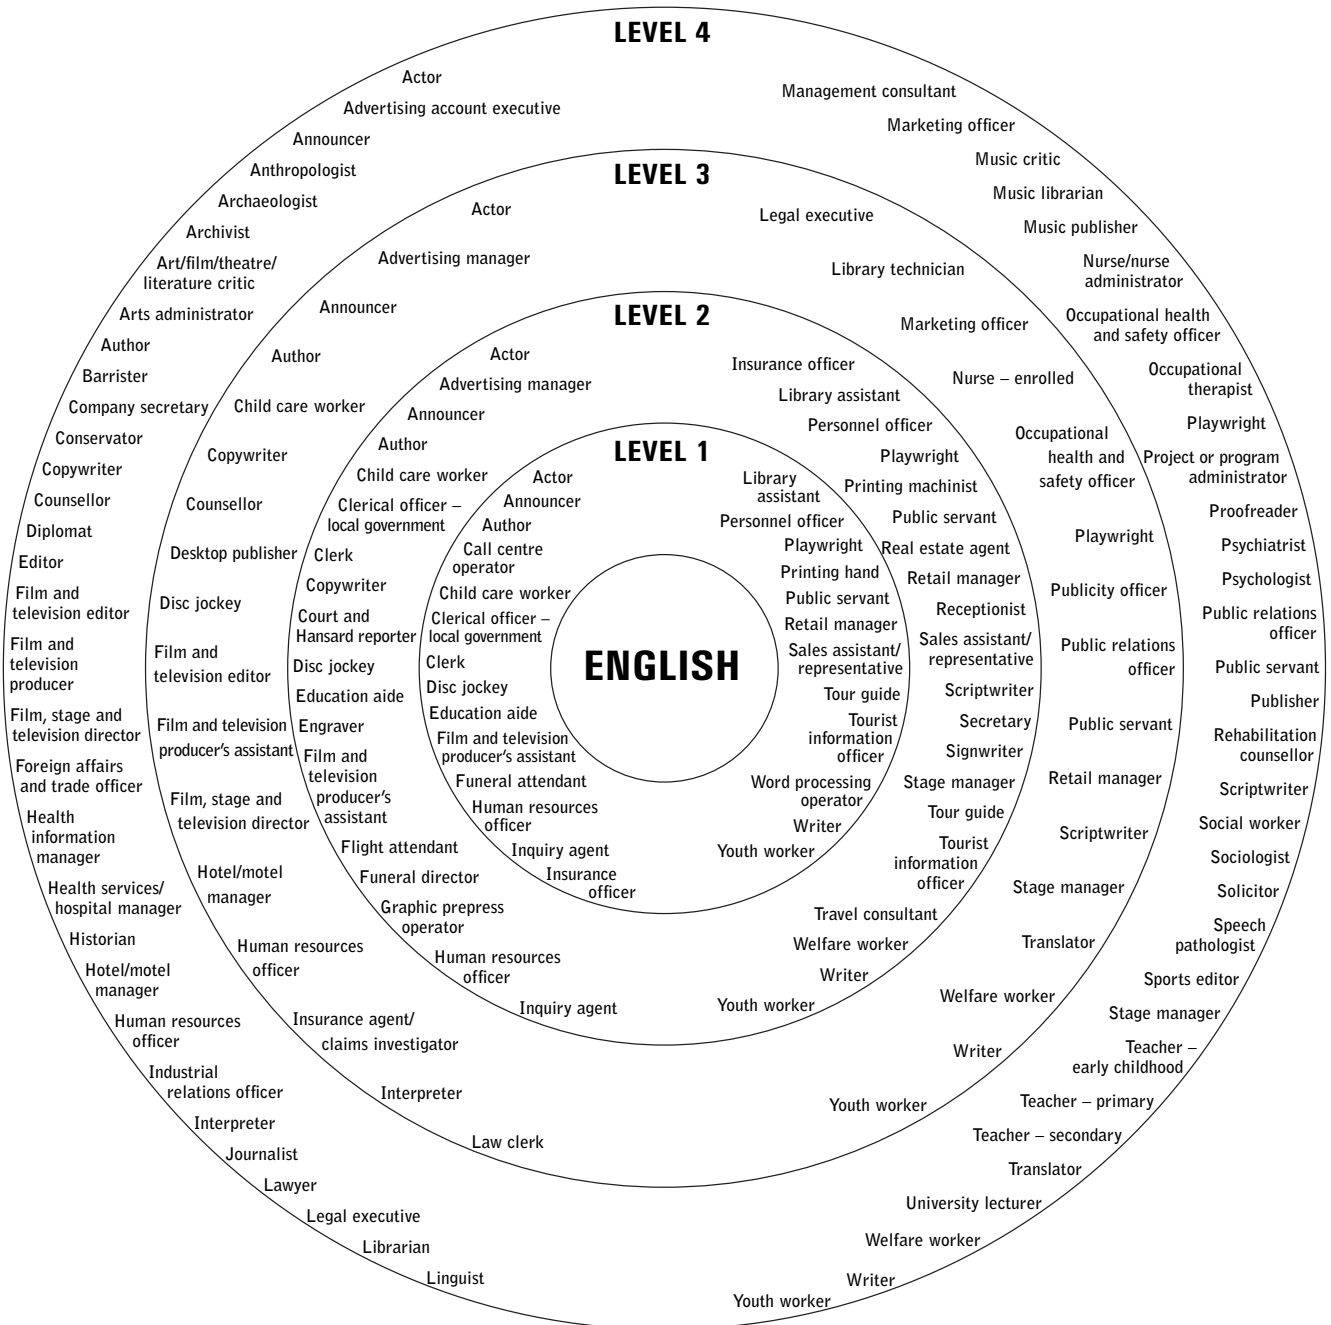 LEVEL 4
Actor
Advertising account executive
Announcer
Anthropologist
Archaeologist
Archivist
Art/film/theatre/
literature critic
Arts administrator
Author
Barrister
Company secretary
Conservator
Copywriter
Counsellor
Diplomat
Editor
Film and
television editor
Film and
television
producer
Film, stage and
television director
Foreign affairs
and trade officer
Health
information
manager
Health services/
hospital manager
Historian
Hotel/motel
manager
Human resources
officer
Industrial
relations officer
Interpreter
Journalist
Lawyer
Legal executive
Librarian
Linguist
Management consultant
Marketing officer
Music critic
Music librarian
Music publisher
Nurse/nurse
administrator
Occupational health
and safety officer
Occupational
therapist
Playwright
Project or program
administrator
Proofreader
Psychiatrist
Psychologist
Public relations
officer
Public servant
Publisher
Rehabilitation
counsellor
Scriptwriter
Social worker
Sociologist
Solicitor
Speech
pathologist
Sports editor
Stage manager
Teacher –
early childhood
Teacher – primary
Teacher – secondary
Translator
University lecturer
Welfare worker
Writer
Youth worker
LEVEL 3
Actor
Advertising manager
Announcer
Author
Child care worker
Copywriter
Counsellor
Desktop publisher
Disc jockey
Film and
television editor
Film and television
producer's assistant
Film, stage and
television director
Hotel/motel
manager
Human resources
officer
Insurance agent/
claims investigator
Interpreter
Law clerk
Legal executive
Library technician
Marketing officer
Nurse – enrolled
Occupational
health and
safety officer
Playwright
Publicity officer
Public relations
officer
Public servant
Retail manager
Scriptwriter
Stage manager
Translator
Welfare worker
Writer
Youth worker
LEVEL 2
Actor
Advertising manager
Announcer
Author
Child care worker
Clerical officer –
local government
Clerk
Copywriter
Court and
Hansard reporter
Disc jockey
Education aide
Engraver
Film and
television
producer's
assistant
Flight attendant
Funeral director
Graphic prepress
operator
Human resources
officer
Inquiry agent
Insurance officer
Library assistant
Personnel officer
Playwright
Printing machinist
Public servant
Real estate agent
Retail manager
Receptionist
Sales assistant/
representative
Scriptwriter
Secretary
Signwriter
Stage manager
Tour guide
Tourist
information
officer
Travel consultant
Welfare worker
Writer
Youth worker
LEVEL 1
Actor
Announcer
Author
Call centre
operator
Child care worker
Clerical officer –
local government
Clerk
Disc jockey
Education aide
Film and television
producer's assistant
Funeral attendant
Human resources
officer
Inquiry agent
Insurance
officer
Library
assistant
Personnel officer
Playwright
Printing hand
Public servant
Retail manager
Sales assistant/
representative
Tour guide
Tourist
information
officer
Word processing
operator
Writer
Youth worker
ENGLISH